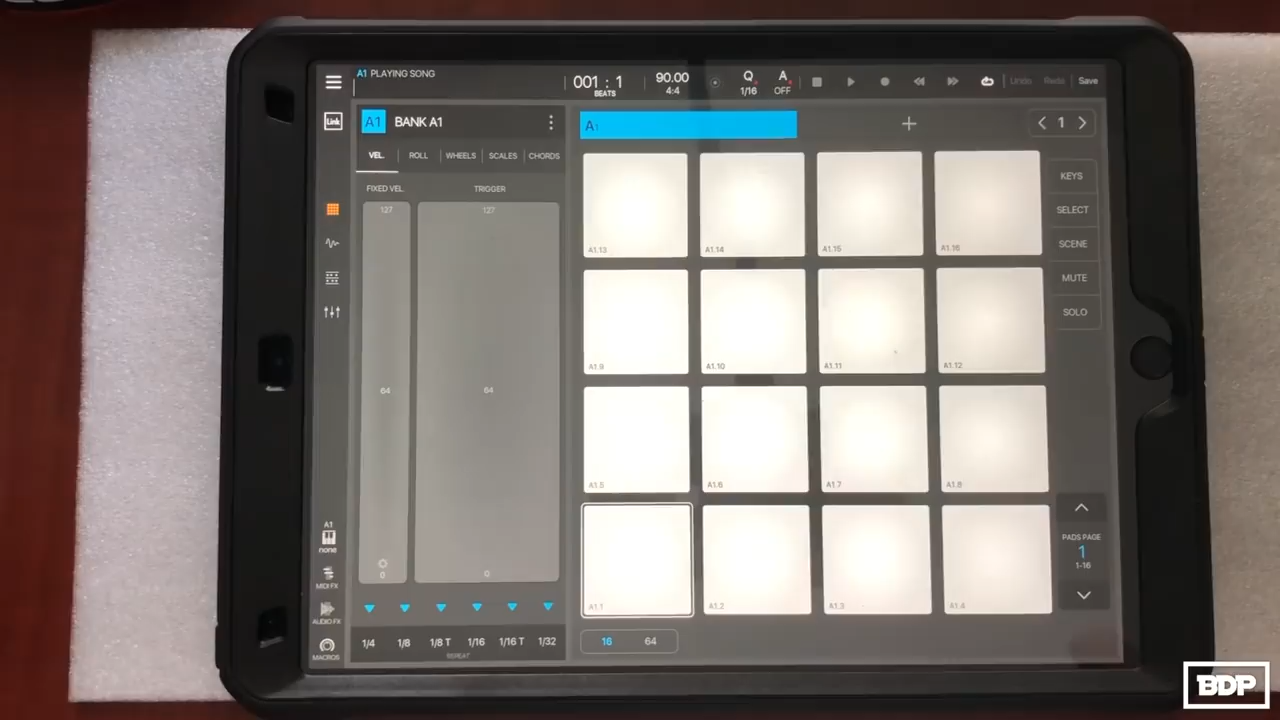 A1 PLAYING SONG
001 : 1
BEATS
90.00
4:4
Q
1/16
A
OFF
Undo
Redo
Save
Link
A1 BANK A1
A1
+
< 1 >
VEL.
ROLL
WHEELS
SCALES
CHORDS
FIXED VEL.
TRIGGER
127
127
64
64
0
0
A1.13
A1.14
A1.15
A1.16
A1.9
A1.10
A1.11
A1.12
A1.5
A1.6
A1.7
A1.8
A1.1
A1.2
A1.3
A1.4
KEYS
SELECT
SCENE
MUTE
SOLO
PADS PAGE
1
1-16
A1
none
MIDI FX
AUDIO FX
MACROS
1/4
1/8
1/8 T
1/16
1/16 T
1/32
REPEAT
16
64
BDP